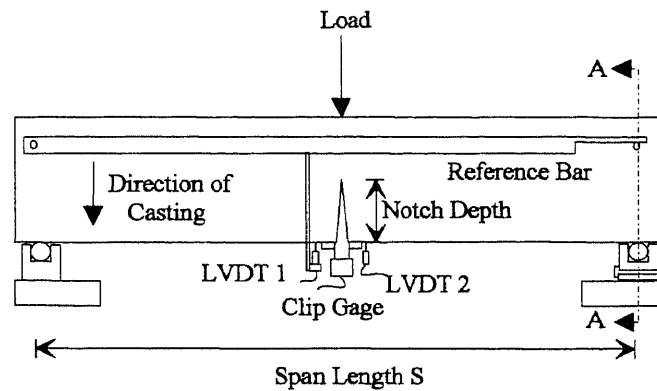 Load
A
Reference Bar
Direction of
Casting
Notch Depth
LVDT 1
LVDT 2
Clip Gage
A
Span Length S